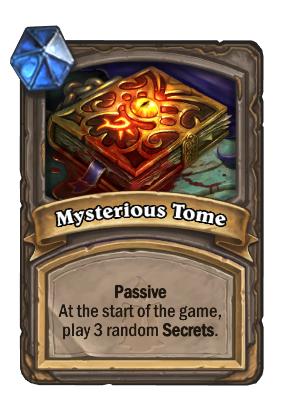 Mysterious Tome
Passive
At the start of the game,
play 3 random Secrets.